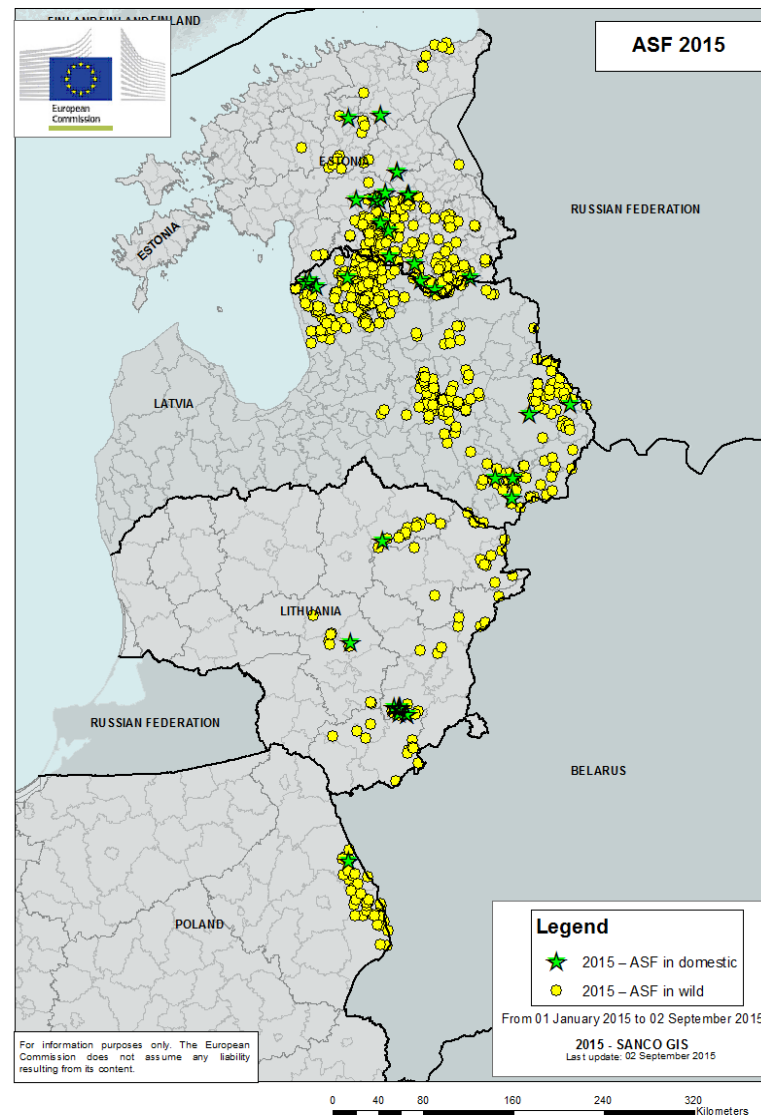 FINLAND FINLAND FINLAND
ASF 2015
European
Commission
ESTONIA
RUSSIAN FEDERATION
ESTONIA
LATVIA
LITHUANIA
RUSSIAN FEDERATION
BELARUS
POLAND
Legend
2015 – ASF in domestic
2015 – ASF in wild
From 01 January 2015 to 02 September 2015
2015 - SANCO GIS
Last update: 02 September 2015
For information purposes only. The European
Commission does not assume any liability
resulting from its content.
0 40 80 160 240 320
Kilometers